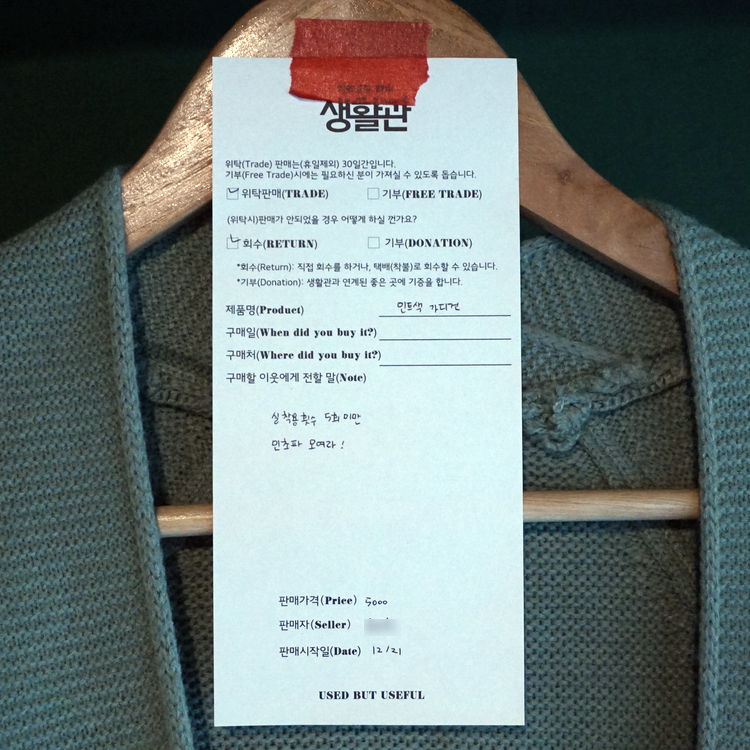 생활관
위탁(Trade) 판매는(휴일제외) 30일간입니다.
기부(Free Trade)시에는 필요하신 분이 가져실 수 있도록 돕습니다.
위탁판매(TRADE) 기부(FREE TRADE)
(위탁시)판매가 안되었을 경우 어떻게 하실 껀가요?
회수(RETURN) 기부(DONATION)
*회수(Return): 직접 회수를 하거나, 택배(착불)로 회수할 수 있습니다.
*기부(Donation): 생활관과 연계된 좋은 곳에 기증을 합니다.
제품명(Product) 민트색 가디건
구매일(When did you buy it?)
구매처(Where did you buy it?)
구매할 이웃에게 전할 말(Note)
실착용횟수 5회 미만
민초파 모여라!
판매가격(Price) 5000
판매자(Seller)
판매시작일(Date) 12/21
USED BUT USEFUL